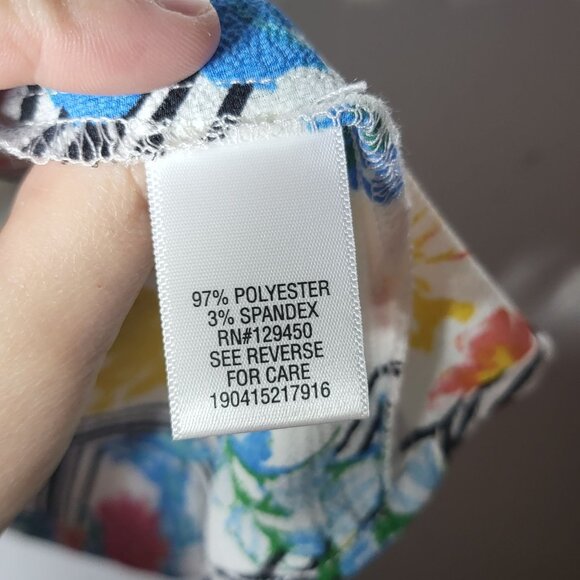 97% POLYESTER
3% SPANDEX
RN#129450
SEE REVERSE
FOR CARE
190415217916